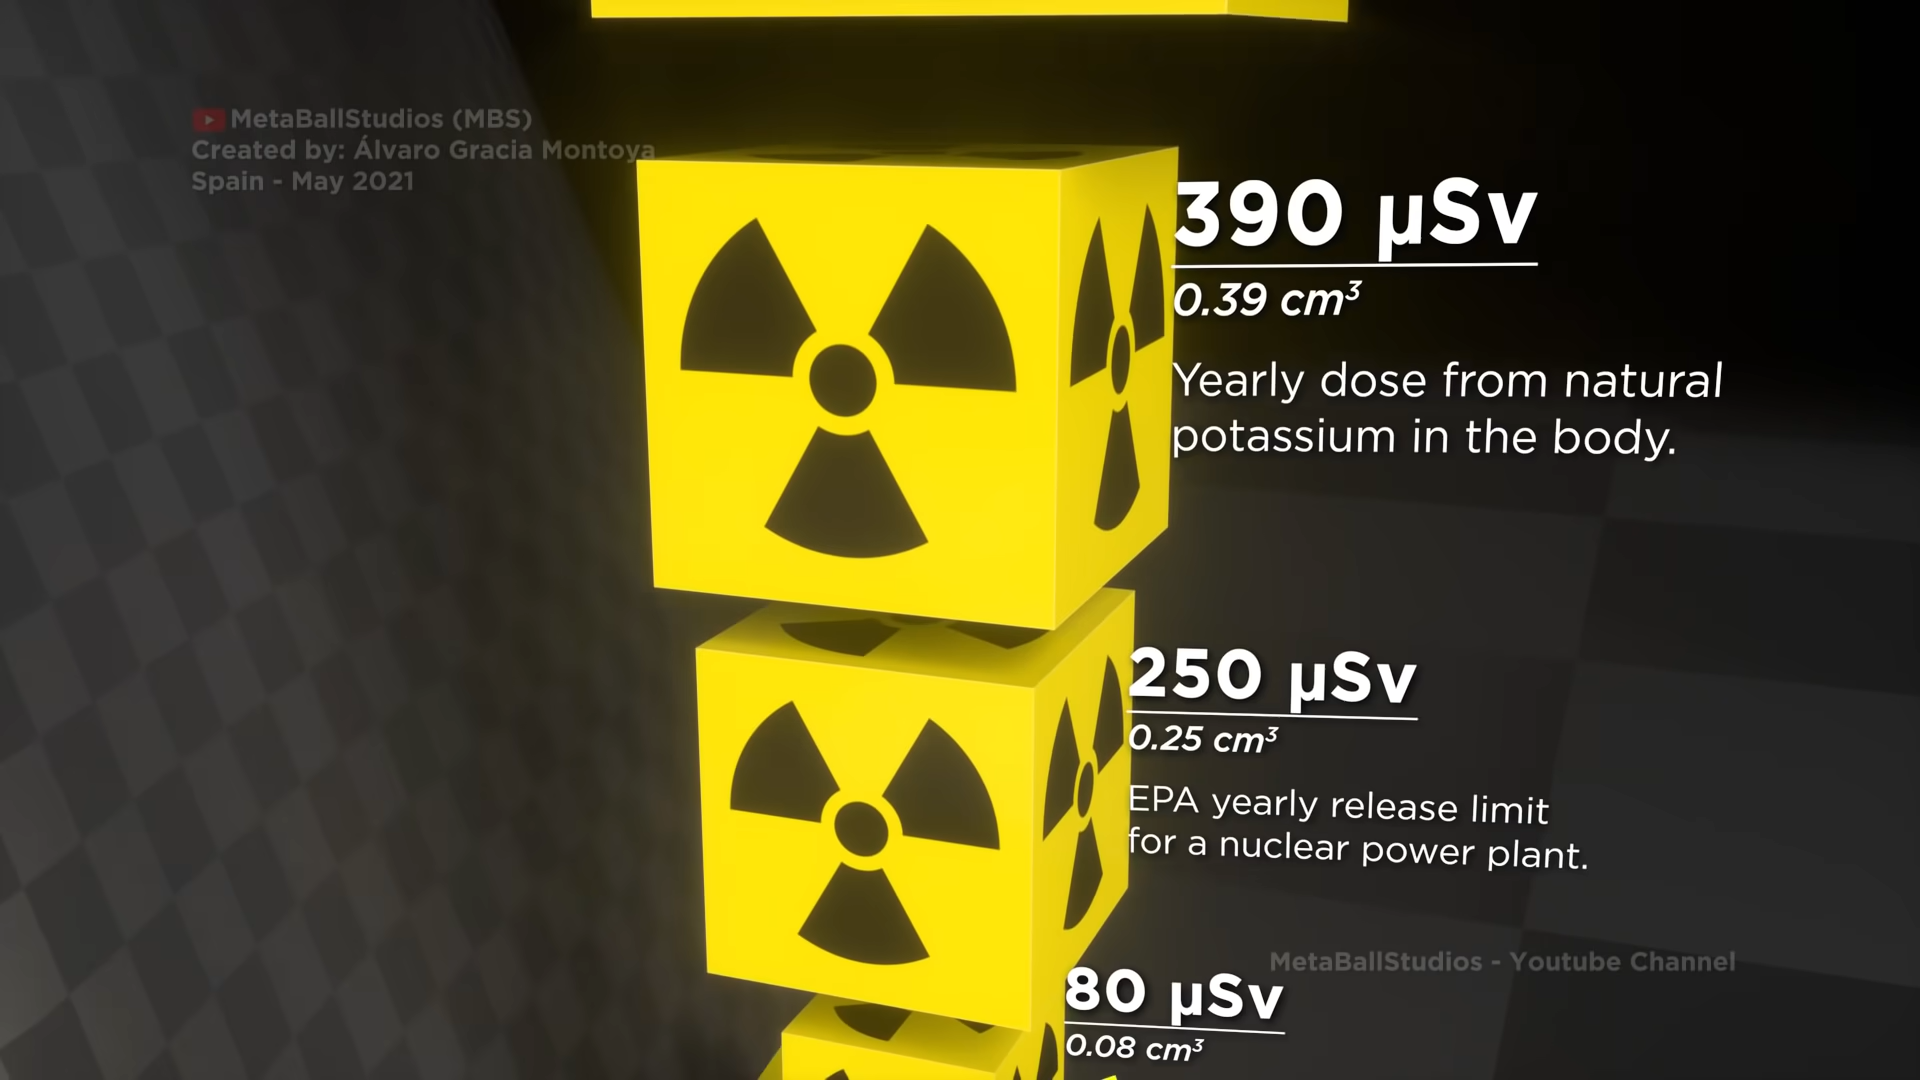 MetaBallStudios (MBS)
Created by: Álvaro Gracia Montoya
Spain - May 2021
390 µSv
0.39 cm³
Yearly dose from natural
potassium in the body.
250 µSv
0.25 cm³
EPA yearly release limit
for a nuclear power plant.
MetaBallStudios - Youtube Channel
80 µSv
0.08 cm³